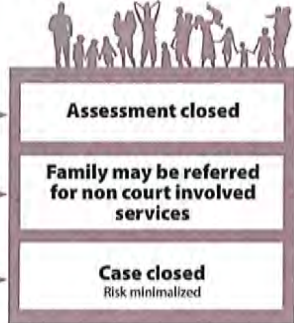 Assessment closed
Family may be referred
for non court involved
services
Case closed
Risk minimalized